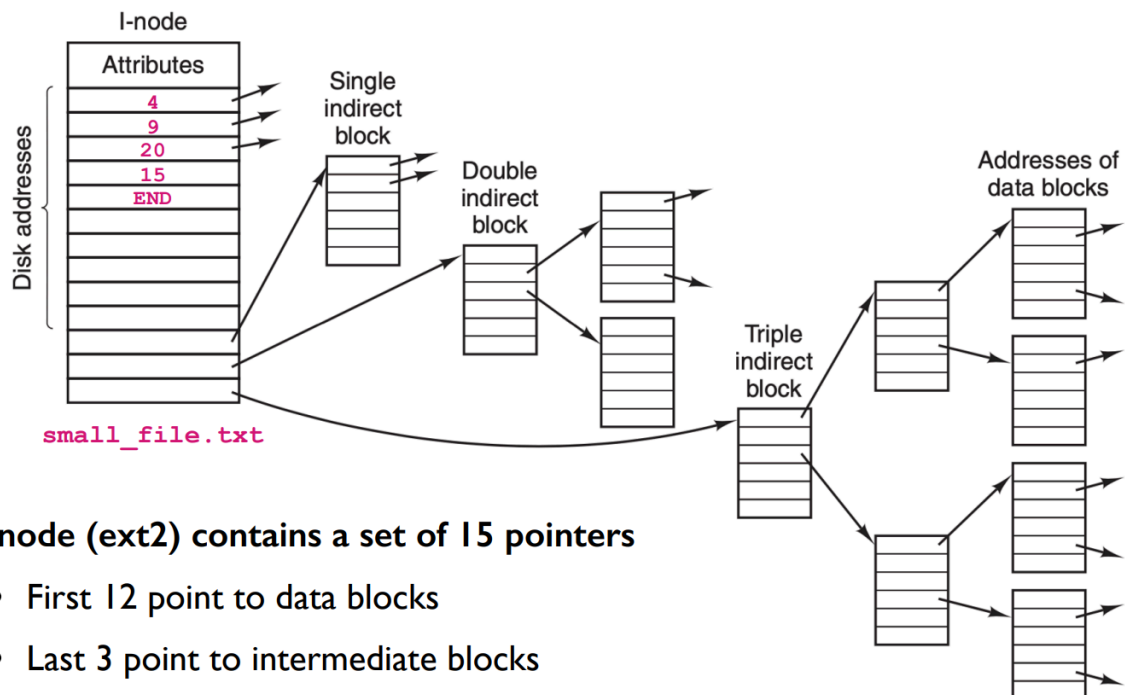 I-node
Attributes
4
9
20
15
END
Disk addresses
small_file.txt
Single
indirect
block
Double
indirect
block
Triple
indirect
block
Addresses of
data blocks
node (ext2) contains a set of 15 pointers
• First 12 point to data blocks
• Last 3 point to intermediate blocks